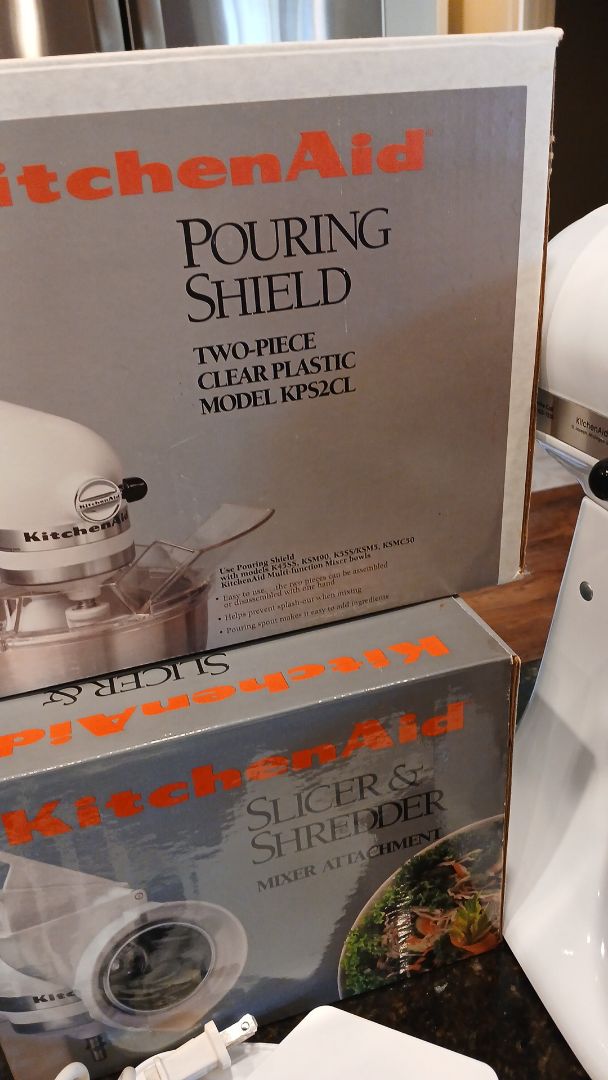 itchenAid
POURING
SHIELD
TWO-PIECE
CLEAR PLASTIC
MODEL KPS2CL
KitchenAid
Use Pouring Shield
with models K45SS, KSM90, K5SS/KSM5, KSMC50
KitchenAid Multi-function Mixer bowls
• Easy to use... the two pieces can be assembled
or disassembled with one hand
• Helps prevent splash-out when mixing
• Pouring spout makes it easy to add ingredients
KitchenAid
SLICER &
KitchenAid
KitchenAid
SLICER &
SHREDDER
MIXER ATTACHMENT
Kitc
KitchenAid